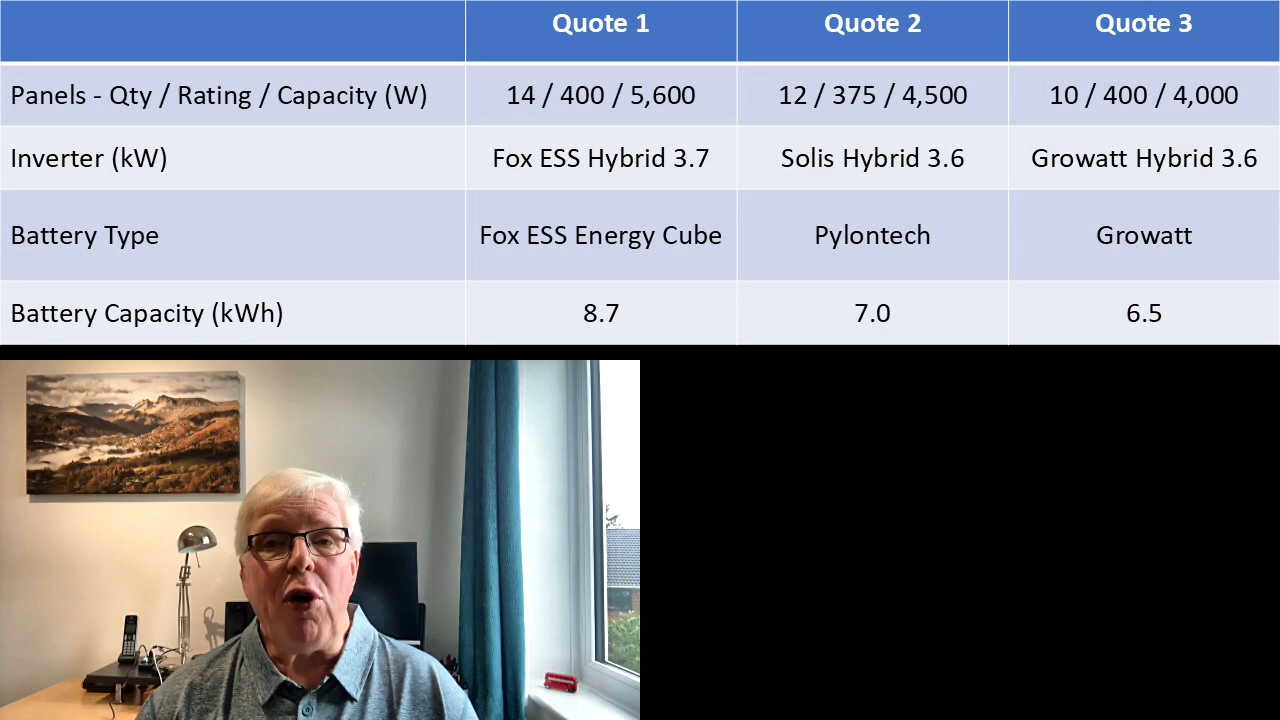 Quote 1 Quote 2 Quote 3
Panels - Qty / Rating / Capacity (W) 14 / 400 / 5,600 12 / 375 / 4,500 10 / 400 / 4,000
Inverter (kW) Fox ESS Hybrid 3.7 Solis Hybrid 3.6 Growatt Hybrid 3.6
Battery Type Fox ESS Energy Cube Pylontech Growatt
Battery Capacity (kWh) 8.7 7.0 6.5